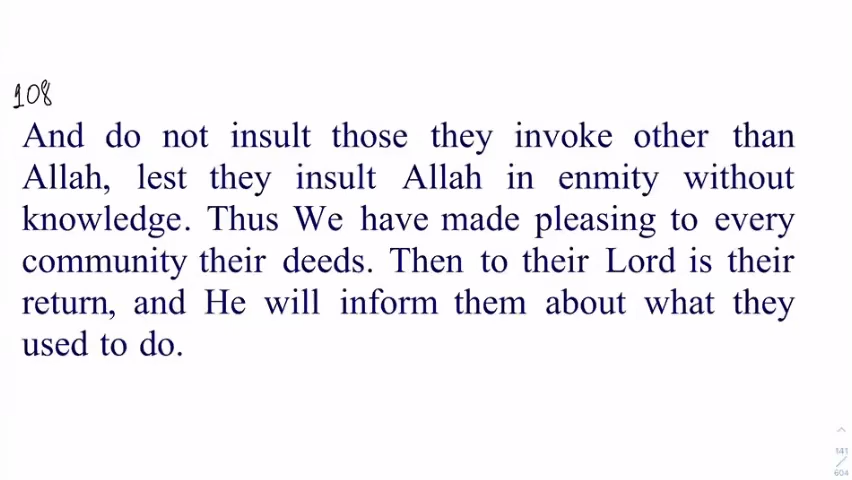 108
And do not insult those they invoke other than
Allah, lest they insult Allah in enmity without
knowledge. Thus We have made pleasing to every
community their deeds. Then to their Lord is their
return, and He will inform them about what they
used to do.
141
604